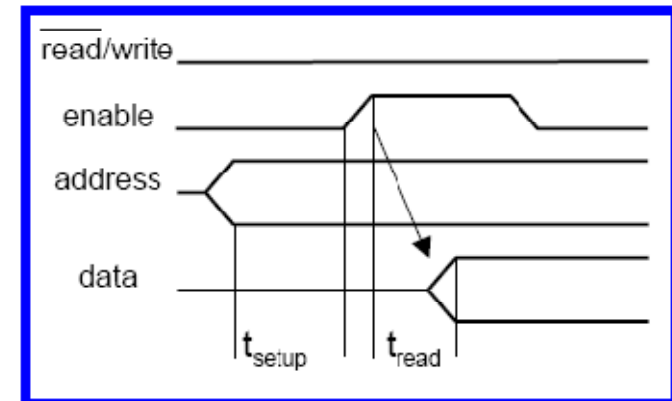 read/write
enable
address
data
tsetup
tread